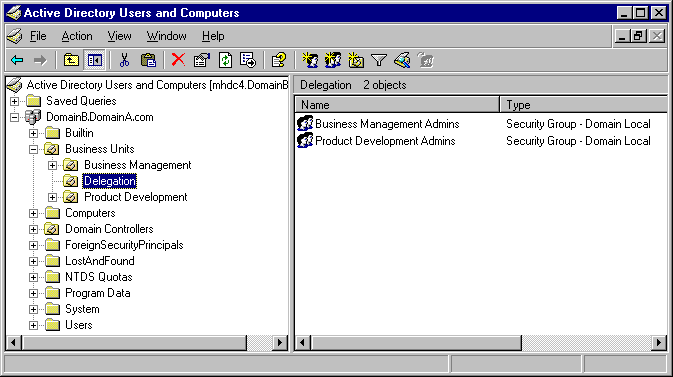 Active Directory Users and Computers
File Action View Window Help
Active Directory Users and Computers [mhdc4.DomainB
Saved Queries
DomainB.DomainA.com
Builtin
Business Units
Business Management
Delegation
Product Development
Computers
Domain Controllers
ForeignSecurityPrincipals
LostAndFound
NTDS Quotas
Program Data
System
Users
Delegation 2 objects
Name Type
Business Management Admins Security Group - Domain Local
Product Development Admins Security Group - Domain Local